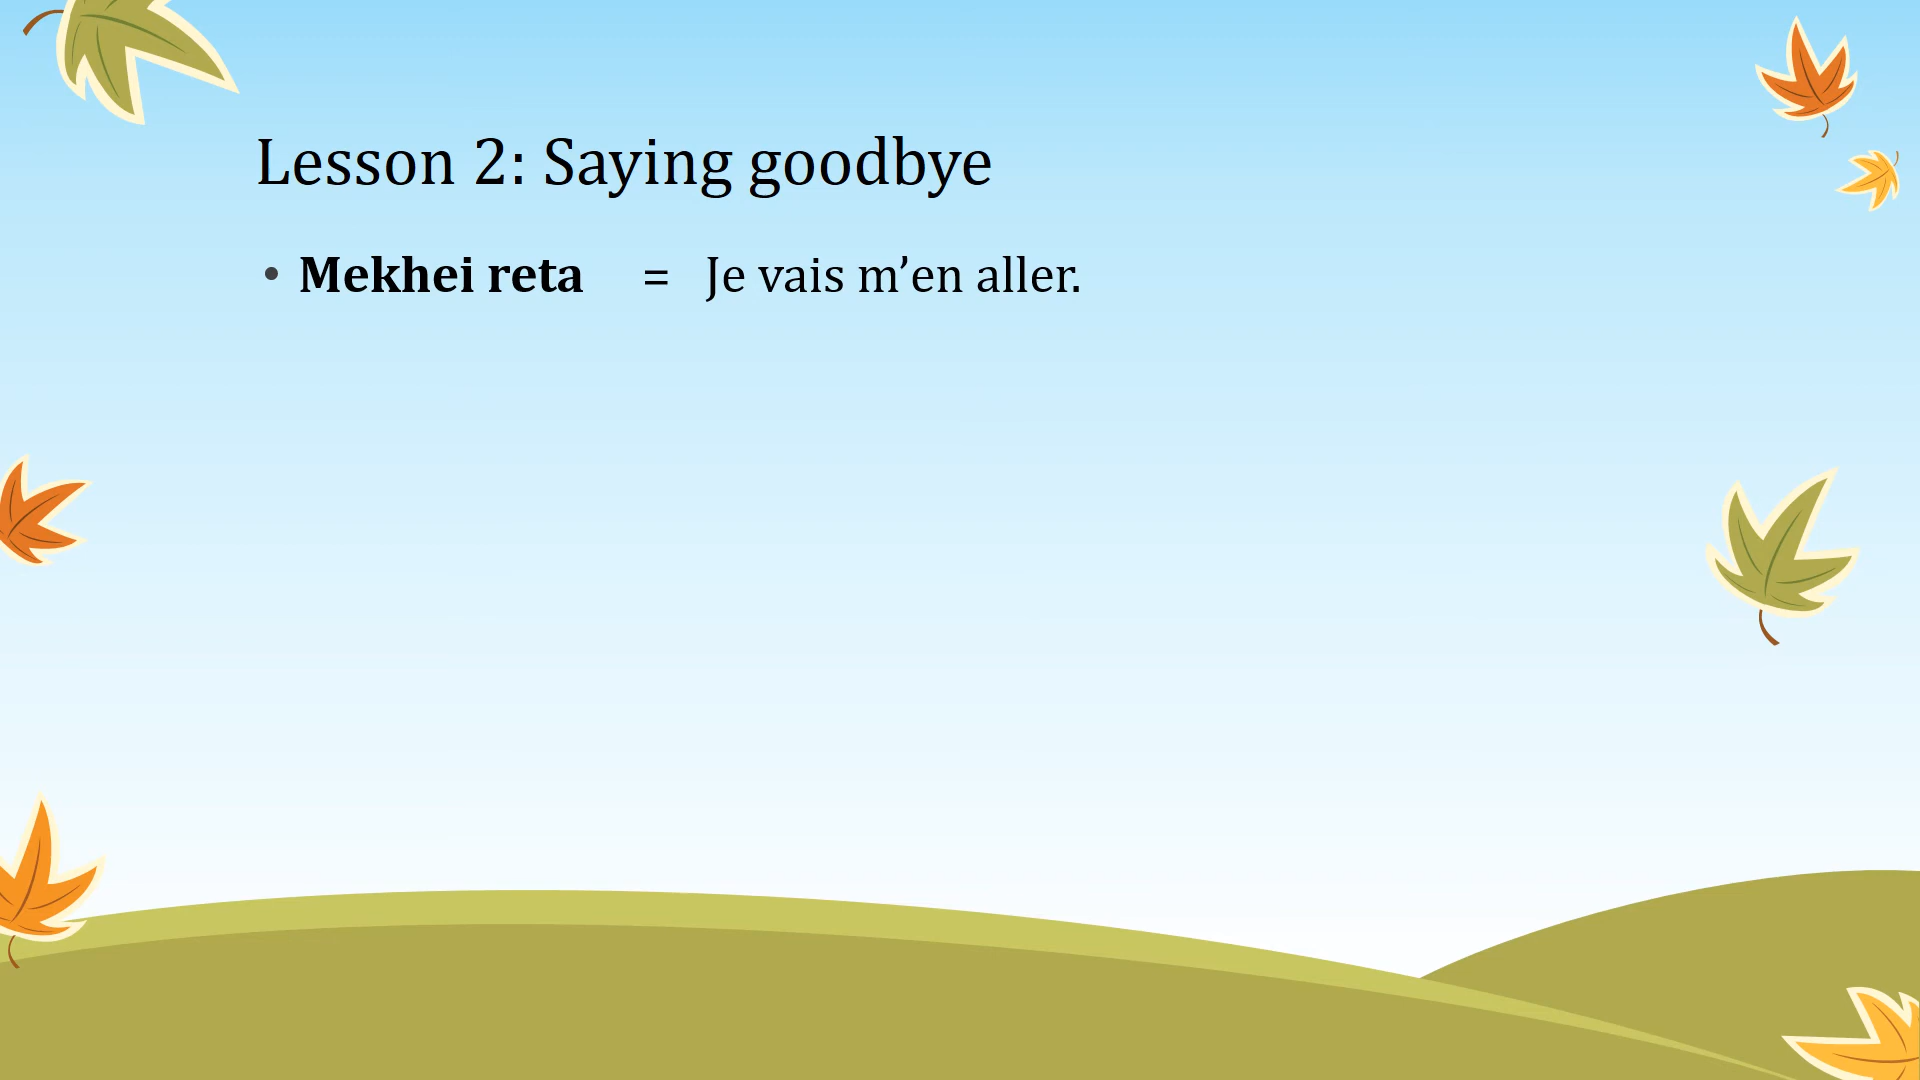 Lesson 2: Saying goodbye
• Mekhei reta = Je vais m’en aller.